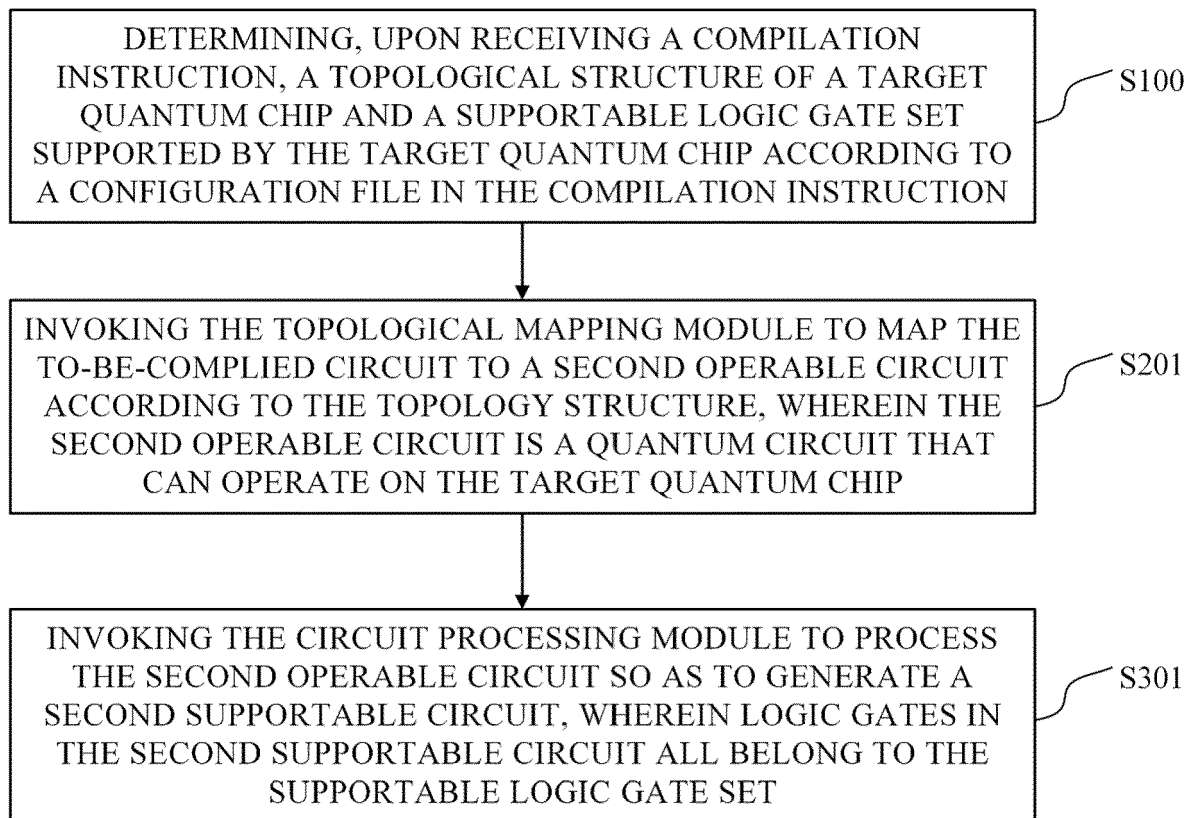 DETERMINING, UPON RECEIVING A COMPILATION
INSTRUCTION, A TOPOLOGICAL STRUCTURE OF A TARGET
QUANTUM CHIP AND A SUPPORTABLE LOGIC GATE SET
SUPPORTED BY THE TARGET QUANTUM CHIP ACCORDING TO
A CONFIGURATION FILE IN THE COMPILATION INSTRUCTION
S100
INVOKING THE TOPOLOGICAL MAPPING MODULE TO MAP THE
TO-BE-COMPLIED CIRCUIT TO A SECOND OPERABLE CIRCUIT
ACCORDING TO THE TOPOLOGY STRUCTURE, WHEREIN THE
SECOND OPERABLE CIRCUIT IS A QUANTUM CIRCUIT THAT
CAN OPERATE ON THE TARGET QUANTUM CHIP
S201
INVOKING THE CIRCUIT PROCESSING MODULE TO PROCESS
THE SECOND OPERABLE CIRCUIT SO AS TO GENERATE A
SECOND SUPPORTABLE CIRCUIT, WHEREIN LOGIC GATES IN
THE SECOND SUPPORTABLE CIRCUIT ALL BELONG TO THE
SUPPORTABLE LOGIC GATE SET
S301